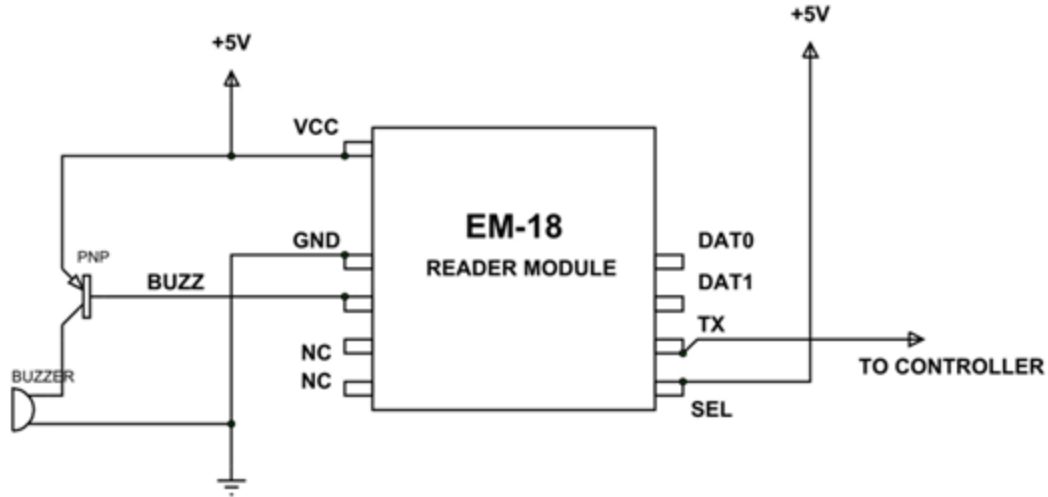 +5V
+5V
VCC
EM-18
READER MODULE
GND
DAT0
PNP
BUZZ
DAT1
TX
NC
TO CONTROLLER
NC
BUZZER
SEL